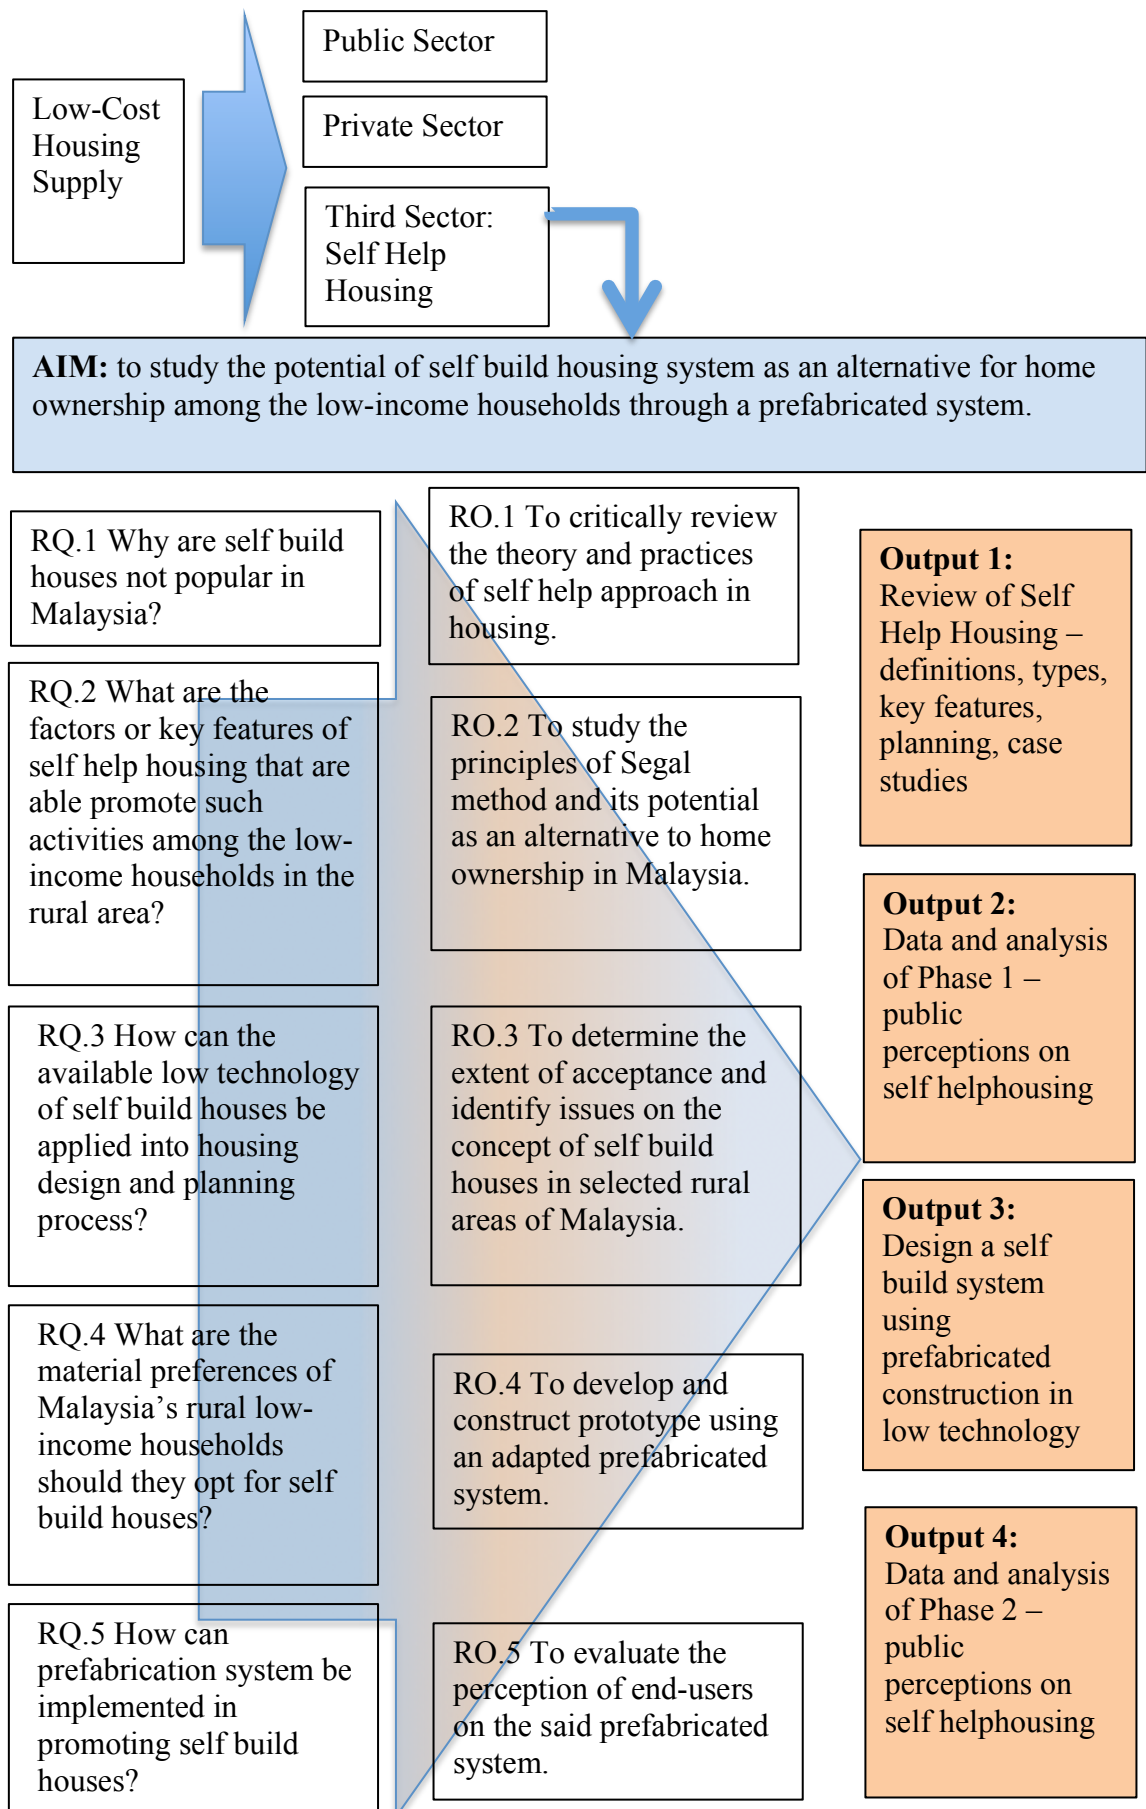 Low-Cost
Housing
Supply
Public Sector
Private Sector
Third Sector:
Self Help
Housing
AIM: to study the potential of self build housing system as an alternative for home
ownership among the low-income households through a prefabricated system.
RQ.1 Why are self build
houses not popular in
Malaysia?
RQ.2 What are the
factors or key features of
self help housing that are
able promote such
activities among the low-
income households in the
rural area?
RQ.3 How can the
available low technology
of self build houses be
applied into housing
design and planning
process?
RQ.4 What are the
material preferences of
Malaysia’s rural low-
income households
should they opt for self
build houses?
RQ.5 How can
prefabrication system be
implemented in
promoting self build
houses?
RO.1 To critically review
the theory and practices
of self help approach in
housing.
RO.2 To study the
principles of Segal
method and its potential
as an alternative to home
ownership in Malaysia.
RO.3 To determine the
extent of acceptance and
identify issues on the
concept of self build
houses in selected rural
areas of Malaysia.
RO.4 To develop and
construct prototype using
an adapted prefabricated
system.
RO.5 To evaluate the
perception of end-users
on the said prefabricated
system.
Output 1:
Review of Self
Help Housing –
definitions, types,
key features,
planning, case
studies
Output 2:
Data and analysis
of Phase 1 –
public
perceptions on
self helphousing
Output 3:
Design a self
build system
using
prefabricated
construction in
low technology
Output 4:
Data and analysis
of Phase 2 –
public
perceptions on
self helphousing